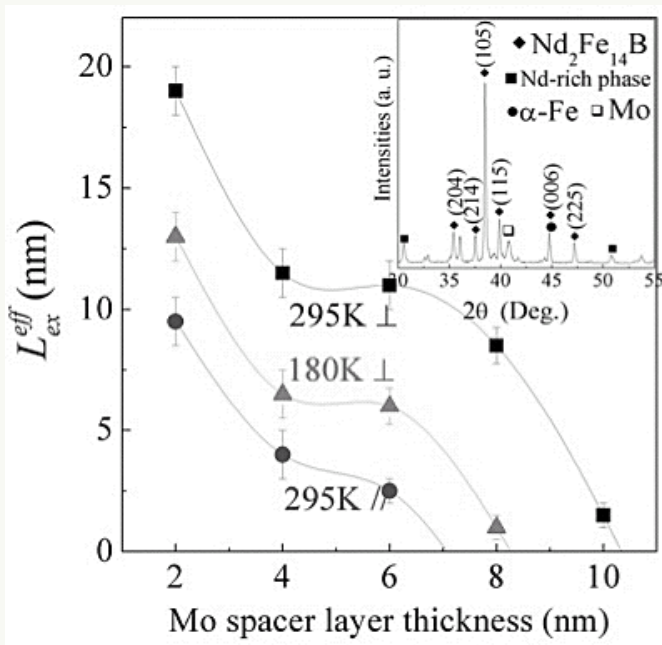 20
15
10
5
0
2 4 6 8 10
L_ex^eff (nm)
Mo spacer layer thickness (nm)
295K ⊥
180K ⊥
295K //
Intensities (a. u.)
(204)
(214)
(105)
(115)
(006)
(225)
◆ Nd₂Fe₁₄B
■ Nd-rich phase
● α-Fe □ Mo
30 35 40 45 50 55
2θ (Deg.)